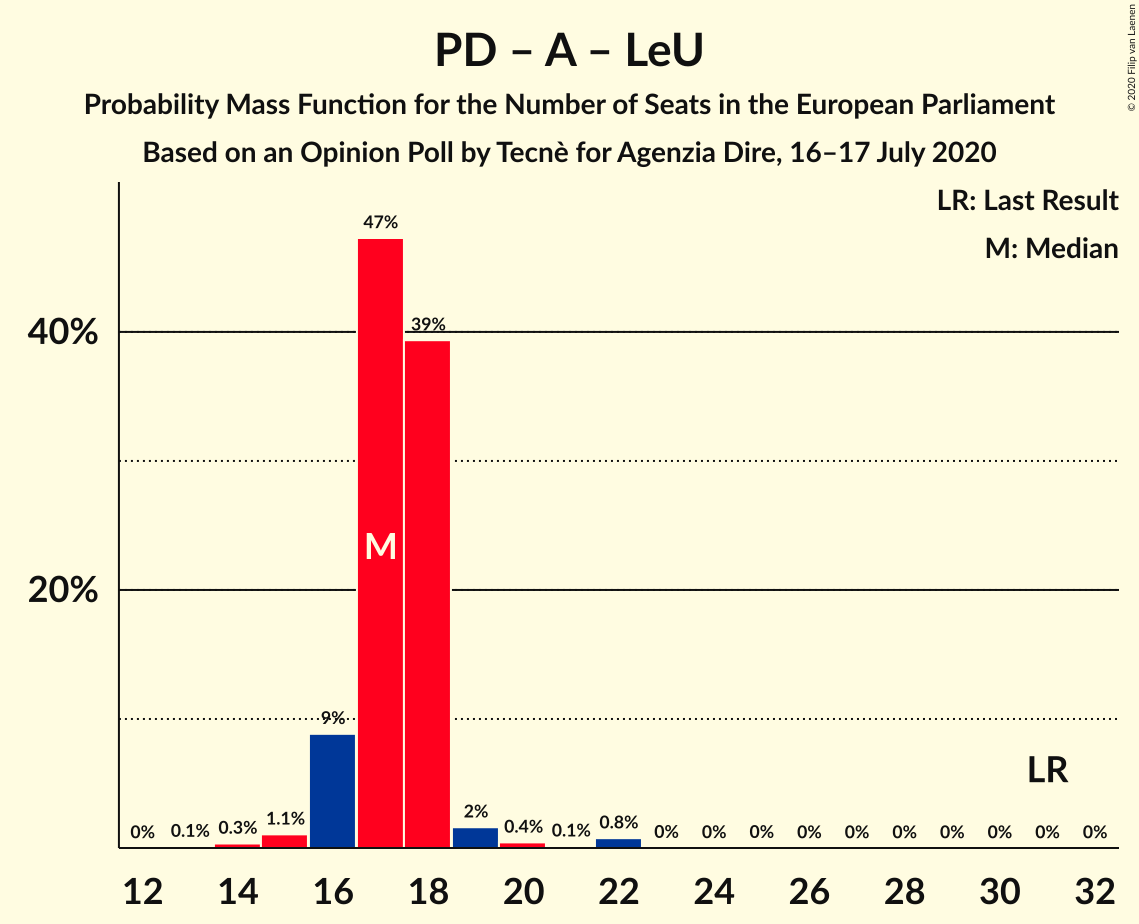 © 2020 Filip van Laenen
PD – A – LeU
Probability Mass Function for the Number of Seats in the European Parliament
Based on an Opinion Poll by Tecnè for Agenzia Dire, 16–17 July 2020
LR: Last Result
M: Median
47%
39%
40%
M
20%
9%
LR
0% 0.1% 0.3% 1.1% 2% 0.4% 0.1% 0.8% 0% 0% 0% 0% 0% 0% 0% 0% 0% 0%
12 14 16 18 20 22 24 26 28 30 32